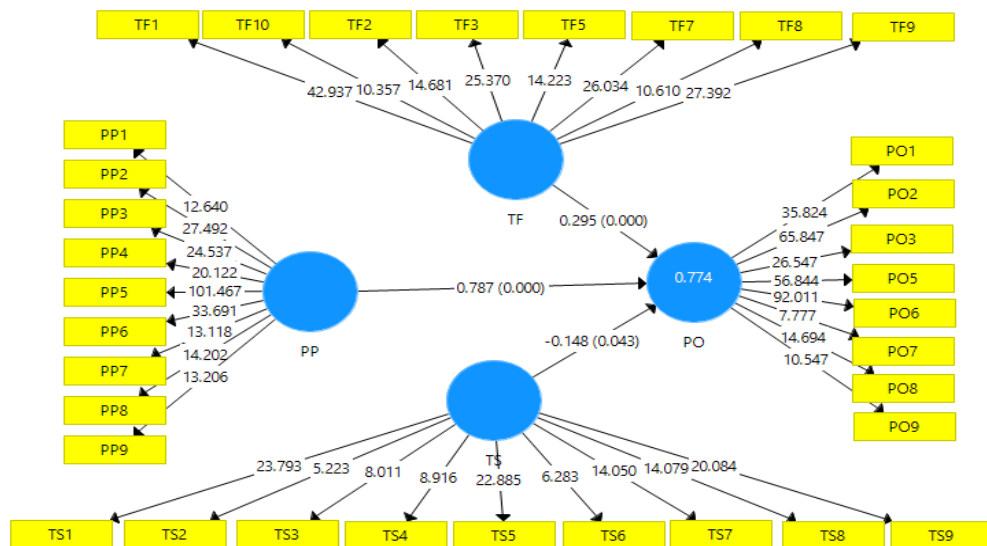 TF1 TF10 TF2 TF3 TF5 TF7 TF8 TF9
42.937 10.357 14.681 25.370 14.223 26.034 10.610 27.392
TF
PP1
PP2
PP3
PP4
PP5
PP6
PP7
PP8
PP9
12.640
27.492
24.537
20.122
101.467
33.691
13.118
14.202
13.206
PP
0.295 (0.000)
0.787 (0.000)
-0.148 (0.043)
0.774
PO
35.824
65.847
26.547
56.844
92.011
7.777
14.694
10.547
PO1
PO2
PO3
PO5
PO6
PO7
PO8
PO9
TS
23.793 5.223 8.011 8.916 22.885 6.283 14.050 14.079 20.084
TS1 TS2 TS3 TS4 TS5 TS6 TS7 TS8 TS9